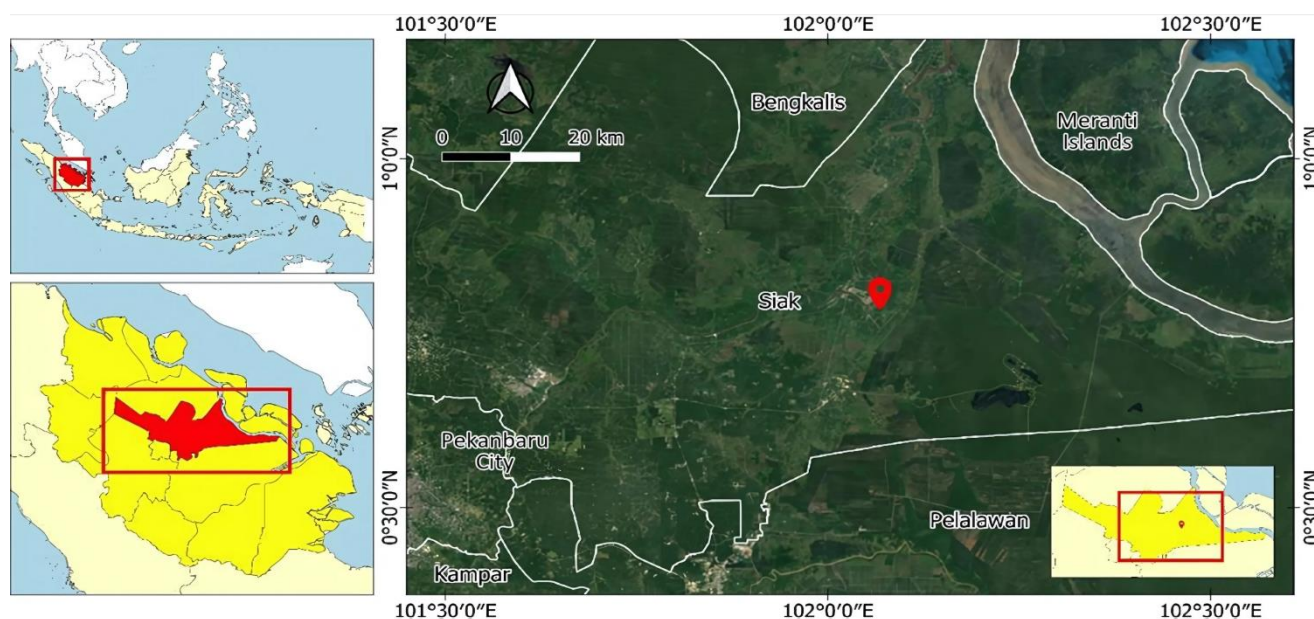 101°30′0″E
102°0′0″E
102°30′0″E
0 10 20 km
Bengkalis
Meranti
Islands
1°0′0″N
1°0′0″N
Siak
Pekanbaru
City
0°30′0″N
Pelalawan
0°30′0″N
Kampar
101°30′0″E
102°0′0″E
102°30′0″E